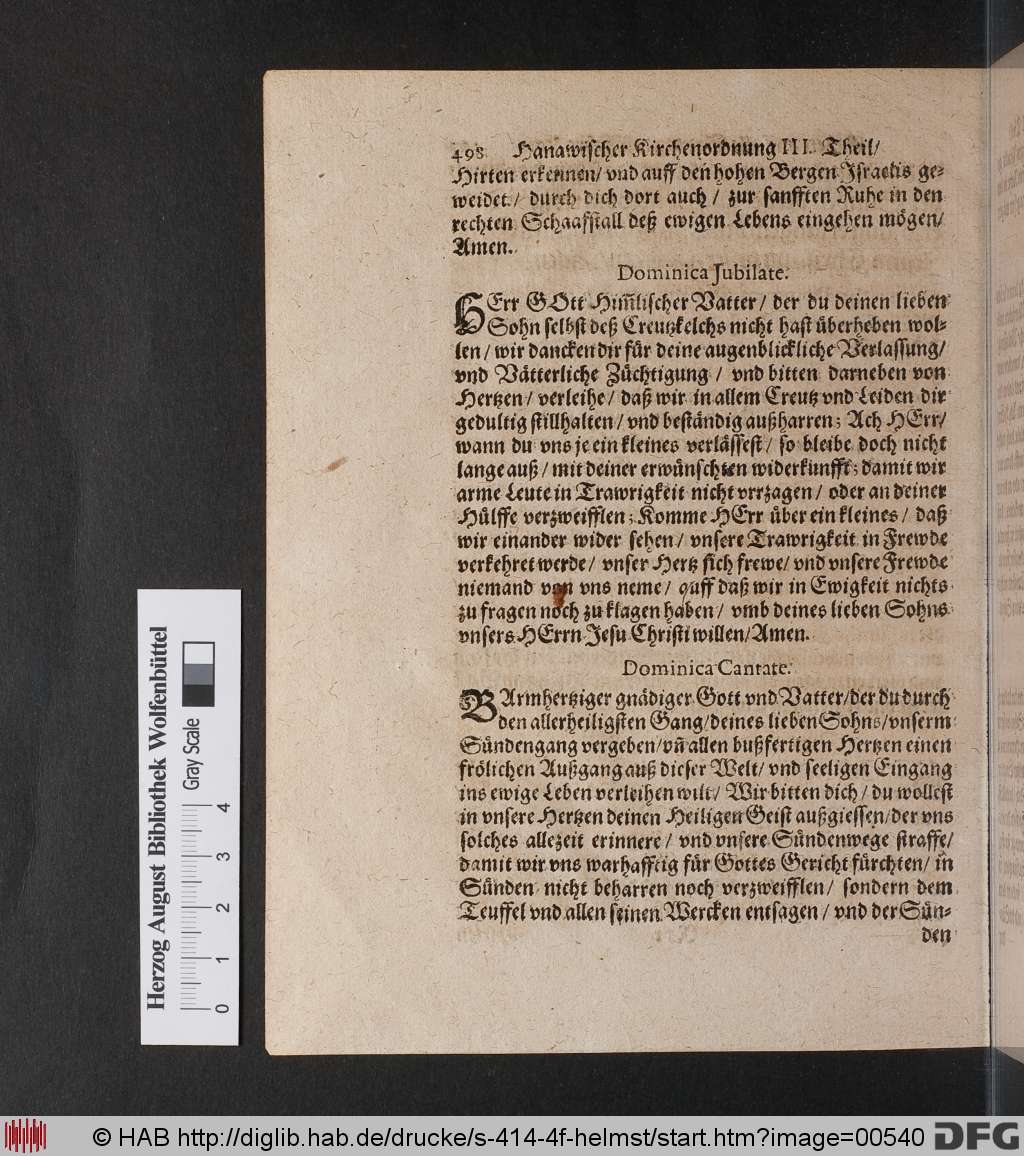 498 Hanawischer Kirchenordnung III. Theil/
Hirten erkennen/ vnd auff den hohen Bergen Israelis ge-
weidet/ durch dich dort auch / zur sanfften Ruhe in den
rechten Schaafstall deß ewigen Lebens eingehen mögen/
Amen.
Dominica Jubilate.
HErr GOtt Him̃lischer Vatter / der du deinen lieben
Sohn selbst deß Creutzkelchs nicht hast überheben wol-
len / wir dancken dir für deine augenblickliche Verlassung/
vnd Vätterliche Züchtigung / vnd bitten darneben von
Hertzen / verleihe / daß wir in allem Creutz vnd Leiden dir
gedultig stillhalten / vnd beständig außharren; Ach HErr/
wann du vns je ein kleines verlässest / so bleibe doch nicht
lange auß / mit deiner erwünschten widerkunfft; damit wir
arme Leute in Trawrigkeit nicht vrrzagen / oder an deiner
Hülffe verzweifflen; Komme HErr über ein kleines / daß
wir einander wider sehen / vnsere Trawrigkeit in Frewde
verkehret werde / vnser Hertz sich frewe/ vnd vnsere Frewde
niemand von vns neme / auff daß wir in Ewigkeit nichts
zu fragen noch zu klagen haben / vmb deines lieben Sohns
vnsers HErrn Jesu Christi willen/ Amen.
Dominica Cantate.
BArmhertziger gnädiger Gott vnd Vatter/ der du durch
den allerheiligsten Gang/ deines lieben Sohns/ vnserm
Sündengang vergeben/ vñ allen bußfertigen Hertzen einen
frölichen Außgang auß dieser Welt/ vnd seeligen Eingang
ins ewige Leben verleihen wilt/ Wir bitten dich / du wollest
in vnsere Hertzen deinen Heiligen Geist außgiessen/ der vns
solches allezeit erinnere / vnd vnsere Sündenwege straffe/
damit wir vns warhafftig für Gottes Gericht fürchten/ in
Sünden nicht beharren noch verzweifflen/ sondern dem
Teuffel vnd allen seinen Wercken entsagen / vnd der Sün-
den
Herzog August Bibliothek Wolfenbüttel
Gray Scale
0 1 2 3 4
© HAB http://diglib.hab.de/drucke/s-414-4f-helmst/start.htm?image=00540 DFG